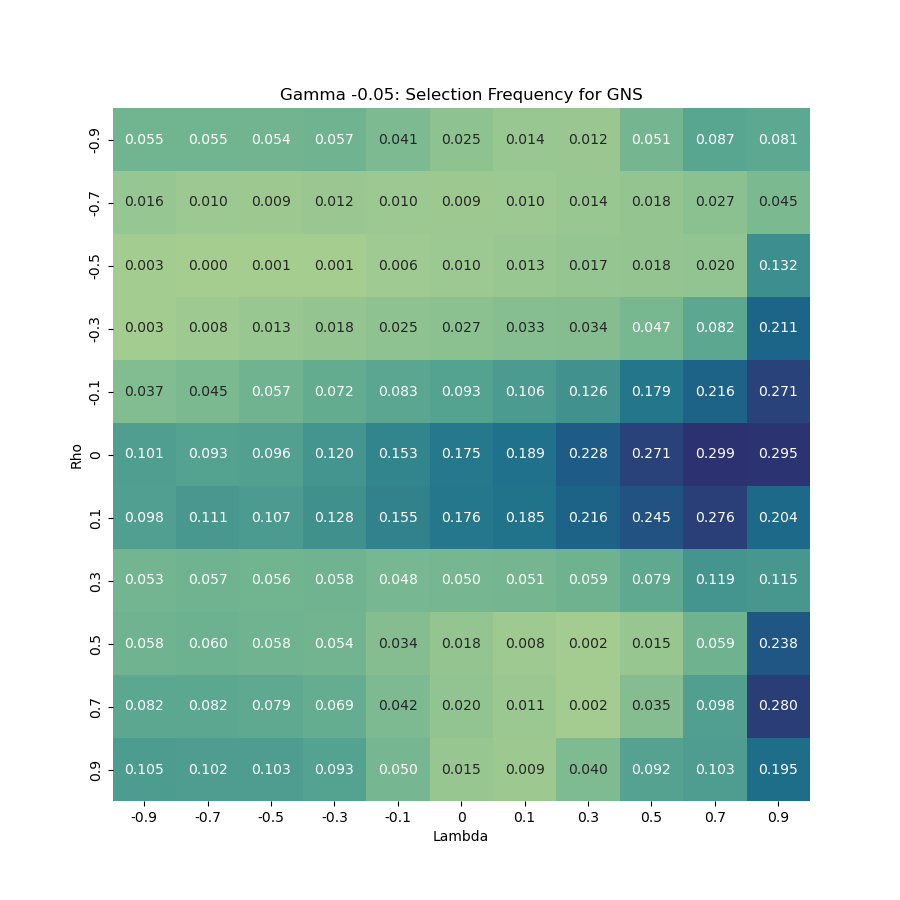 Gamma -0.05: Selection Frequency for GNS
-0.9 0.055 0.055 0.054 0.057 0.041 0.025 0.014 0.012 0.051 0.087 0.081
-0.7 0.016 0.010 0.009 0.012 0.010 0.009 0.010 0.014 0.018 0.027 0.045
-0.5 0.003 0.000 0.001 0.001 0.006 0.010 0.013 0.017 0.018 0.020 0.132
-0.3 0.003 0.008 0.013 0.018 0.025 0.027 0.033 0.034 0.047 0.082 0.211
-0.1 0.037 0.045 0.057 0.072 0.083 0.093 0.106 0.126 0.179 0.216 0.271
Rho
0 0.101 0.093 0.096 0.120 0.153 0.175 0.189 0.228 0.271 0.299 0.295
0.1 0.098 0.111 0.107 0.128 0.155 0.176 0.185 0.216 0.245 0.276 0.204
0.3 0.053 0.057 0.056 0.058 0.048 0.050 0.051 0.059 0.079 0.119 0.115
0.5 0.058 0.060 0.058 0.054 0.034 0.018 0.008 0.002 0.015 0.059 0.238
0.7 0.082 0.082 0.079 0.069 0.042 0.020 0.011 0.002 0.035 0.098 0.280
0.9 0.105 0.102 0.103 0.093 0.050 0.015 0.009 0.040 0.092 0.103 0.195
-0.9 -0.7 -0.5 -0.3 -0.1 0 0.1 0.3 0.5 0.7 0.9
Lambda